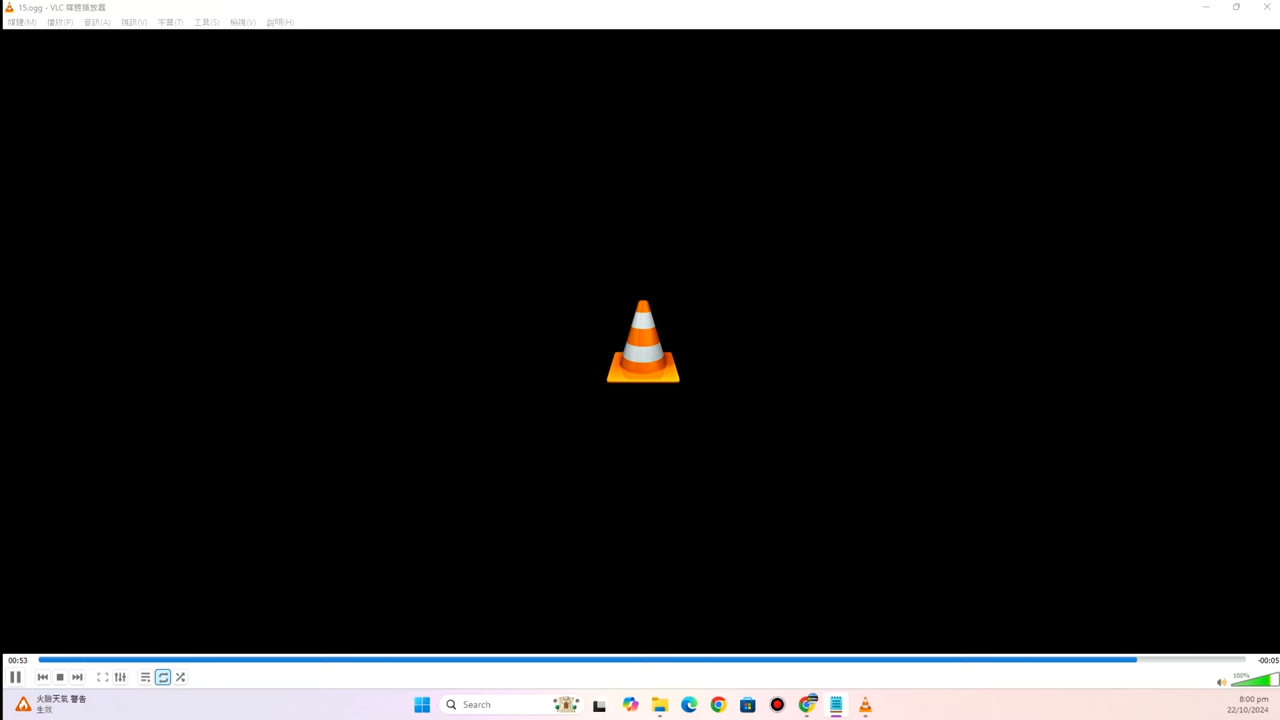 15.ogg - VLC 媒體播放器
媒體(M) 播放(P) 音訊(A) 視訊(V) 字幕(T) 工具(S) 檢視(V) 說明(H)
00:53
-00:05
100%
火險天氣 警告
生效
Search
8:00 pm
22/10/2024